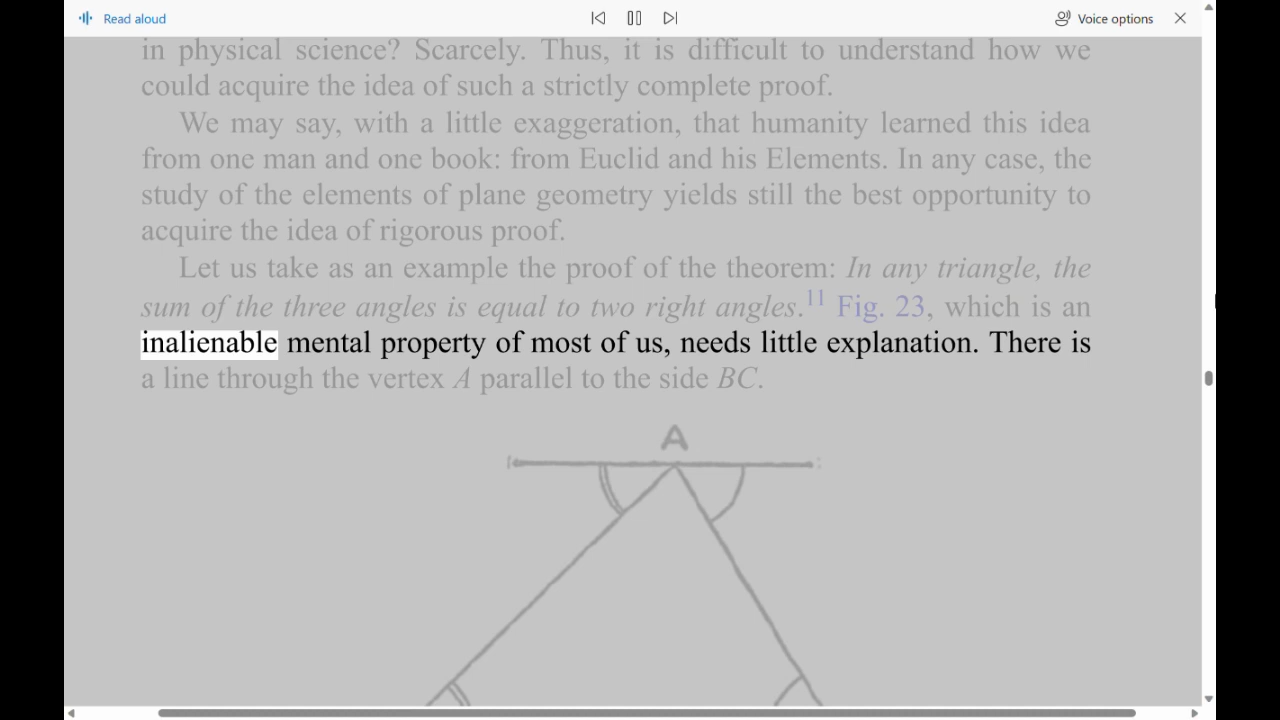 Read aloud
Voice options
in physical science? Scarcely. Thus, it is difficult to understand how we
could acquire the idea of such a strictly complete proof.
We may say, with a little exaggeration, that humanity learned this idea
from one man and one book: from Euclid and his Elements. In any case, the
study of the elements of plane geometry yields still the best opportunity to
acquire the idea of rigorous proof.
Let us take as an example the proof of the theorem: In any triangle, the
sum of the three angles is equal to two right angles.11 Fig. 23, which is an
inalienable mental property of most of us, needs little explanation. There is
a line through the vertex A parallel to the side BC.
A